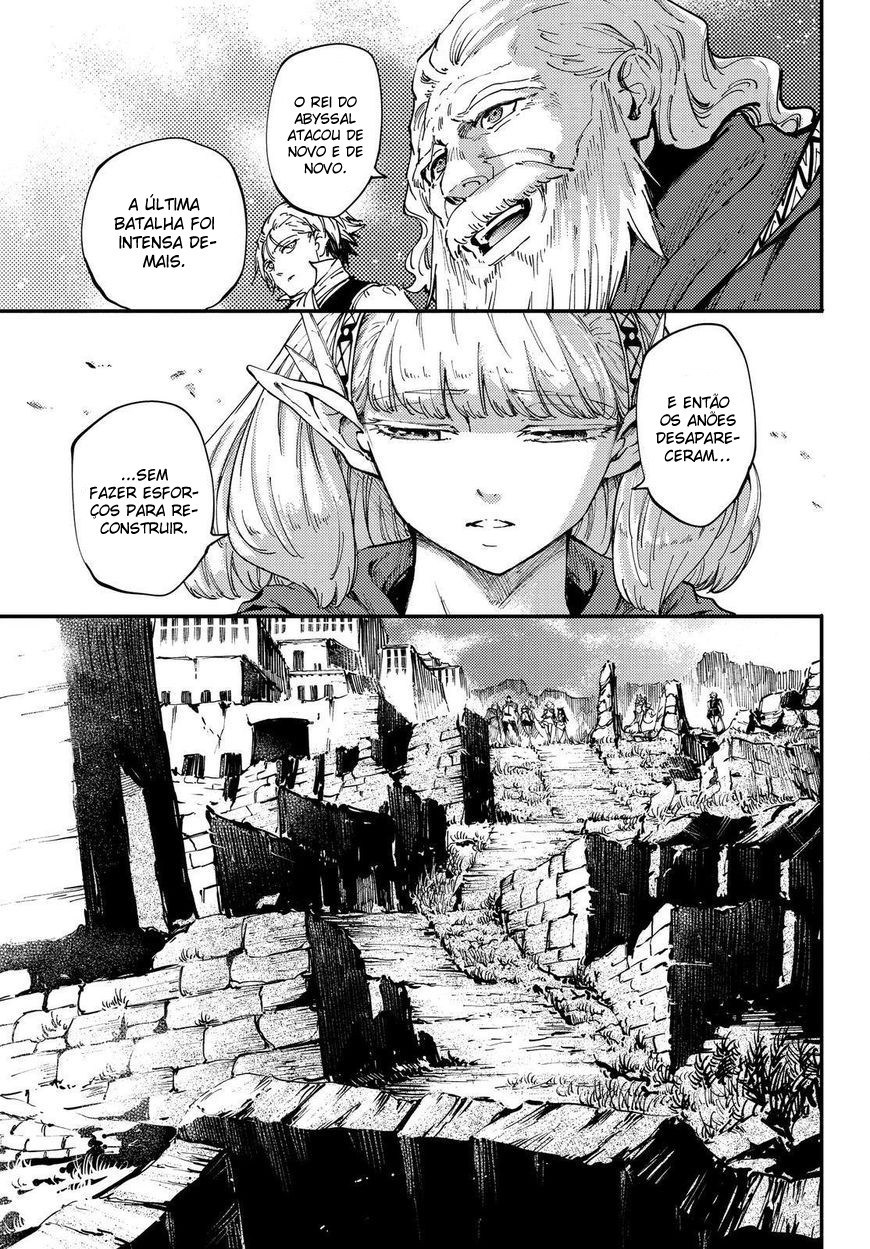 O REI DO
ABYSSAL
ATACOU DE
NOVO E DE
NOVO.
A ÚLTIMA
BATALHA FOI
INTENSA DE-
MAIS.
E ENTÃO
OS ANÕES
DESAPARE-
CERAM...
...SEM
FAZER ESFOR-
ÇOS PARA RE-
CONSTRUIR.